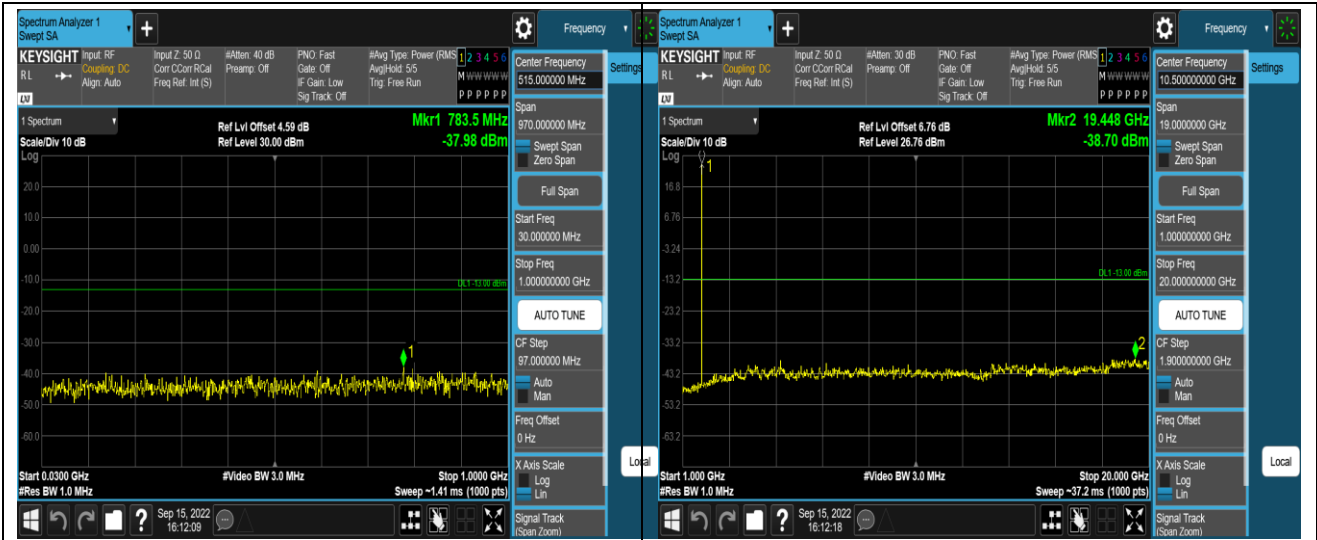 Spectrum Analyzer 1
Swept SA
+
Frequency
KEYSIGHT
RL
LXI
Input: RF
Coupling: DC
Align: Auto
Input Z: 50 Ω
Corr CCorr RCal
Freq Ref: Int (S)
#Atten: 40 dB
Preamp: Off
PNO: Fast
Gate: Off
IF Gain: Low
Sig Track: Off
#Avg Type: Power (RMS
Avg|Hold: 5/5
Trig: Free Run
1 2 3 4 5 6
M W W W W W
P P P P P P
Center Frequency
515.000000 MHz
Settings
Span
970.000000 MHz
Swept Span
Zero Span
Full Span
Start Freq
30.000000 MHz
Stop Freq
1.000000000 GHz
AUTO TUNE
CF Step
97.000000 MHz
Auto
Man
Freq Offset
0 Hz
X Axis Scale
Log
Lin
Signal Track
(Span Zoom)
Local
1 Spectrum
Scale/Div 10 dB
Log
Ref Lvl Offset 4.59 dB
Ref Level 30.00 dBm
Mkr1 783.5 MHz
-37.98 dBm
20.0
10.0
0.00
-10.0
DL1 -13.00 dBm
-20.0
-30.0
1
-40.0
-50.0
-60.0
Start 0.0300 GHz
#Res BW 1.0 MHz
#Video BW 3.0 MHz
Stop 1.0000 GHz
Sweep ~1.41 ms (1000 pts)
?
Sep 15, 2022
16:12:09
Spectrum Analyzer 1
Swept SA
+
Frequency
KEYSIGHT
RL
LXI
Input: RF
Coupling: DC
Align: Auto
Input Z: 50 Ω
Corr CCorr RCal
Freq Ref: Int (S)
#Atten: 30 dB
Preamp: Off
PNO: Fast
Gate: Off
IF Gain: Low
Sig Track: Off
#Avg Type: Power (RMS
Avg|Hold: 5/5
Trig: Free Run
1 2 3 4 5 6
M W W W W W
P P P P P P
Center Frequency
10.500000000 GHz
Settings
Span
19.0000000 GHz
Swept Span
Zero Span
Full Span
Start Freq
1.000000000 GHz
Stop Freq
20.000000000 GHz
AUTO TUNE
CF Step
1.900000000 GHz
Auto
Man
Freq Offset
0 Hz
X Axis Scale
Log
Lin
Signal Track
(Span Zoom)
Local
1 Spectrum
Scale/Div 10 dB
Log
Ref Lvl Offset 6.76 dB
Ref Level 26.76 dBm
Mkr2 19.448 GHz
-38.70 dBm
1
16.8
6.76
-3.24
-13.2
DL1 -13.00 dBm
-23.2
-33.2
2
-43.2
-53.2
-63.2
Start 1.000 GHz
#Res BW 1.0 MHz
#Video BW 3.0 MHz
Stop 20.000 GHz
Sweep ~37.2 ms (1000 pts)
?
Sep 15, 2022
16:12:18